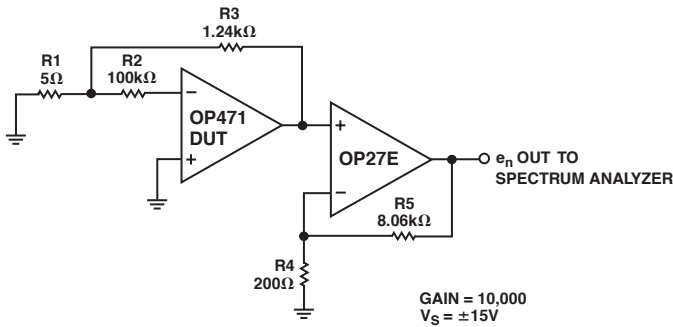 R3
1.24kΩ
R1
5Ω
R2
100kΩ
−
OP471
DUT
+
+
OP27E
−
en OUT TO
SPECTRUM ANALYZER
R5
8.06kΩ
R4
200Ω
GAIN = 10,000
VS = ±15V